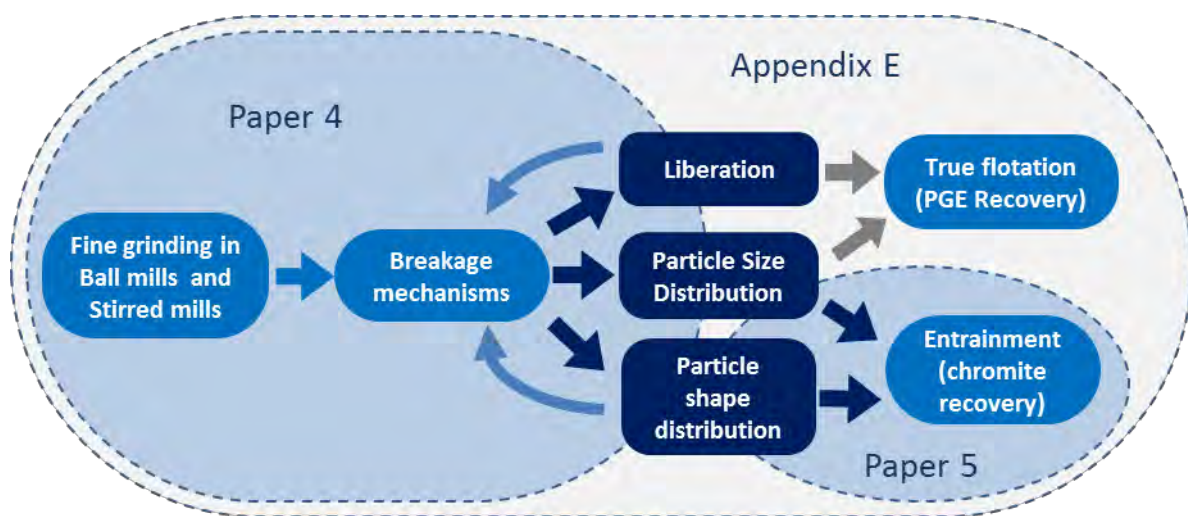 Appendix E
Paper 4
Liberation
True flotation
(PGE Recovery)
Fine grinding in
Ball mills and
Stirred mills
Breakage
mechanisms
Particle Size
Distribution
Particle
shape
distribution
Entrainment
(chromite
recovery)
Paper 5